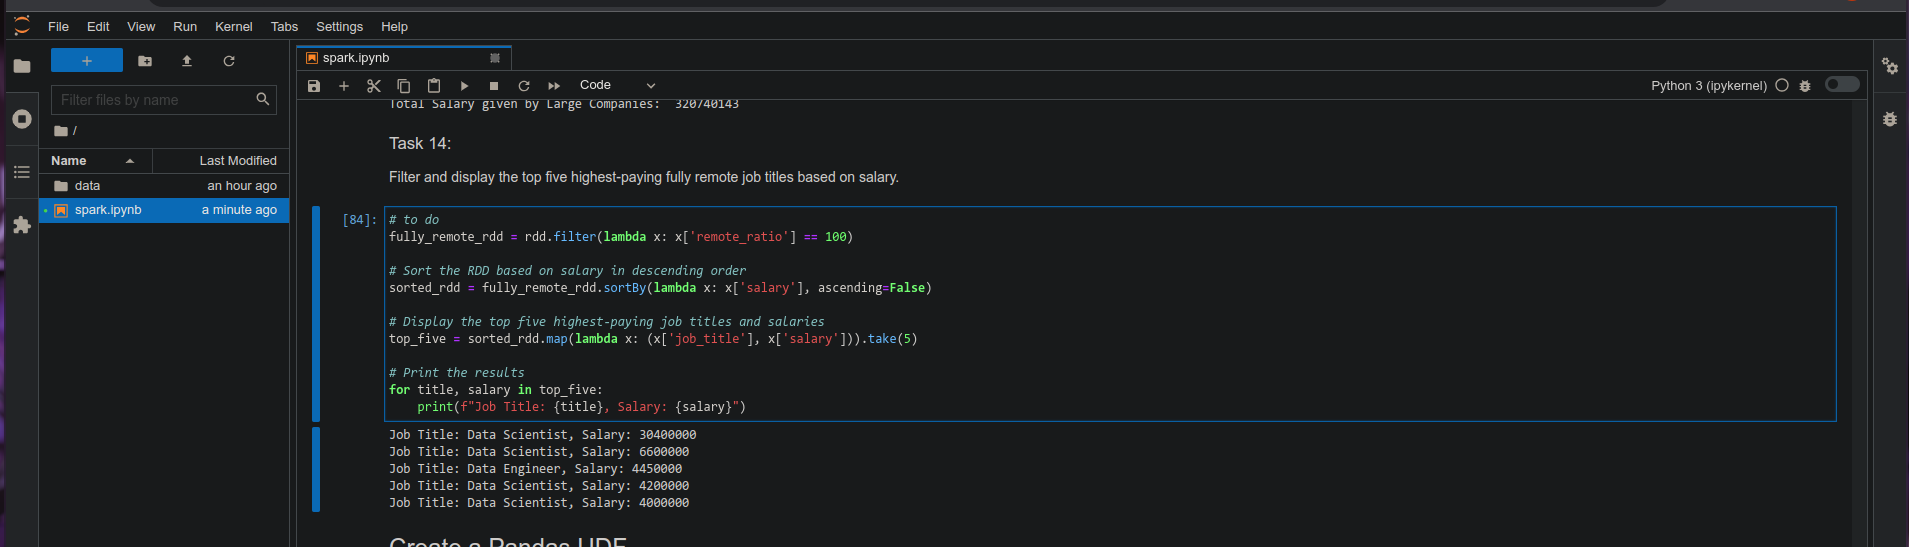 File Edit View Run Kernel Tabs Settings Help
spark.ipynb
Filter files by name
Code
Python 3 (ipykernel)
/
Name Last Modified
data an hour ago
spark.ipynb a minute ago
Total Salary given by Large Companies: 320740143
Task 14:
Filter and display the top five highest-paying fully remote job titles based on salary.
[84]: # to do
fully_remote_rdd = rdd.filter(lambda x: x['remote_ratio'] == 100)
# Sort the RDD based on salary in descending order
sorted_rdd = fully_remote_rdd.sortBy(lambda x: x['salary'], ascending=False)
# Display the top five highest-paying job titles and salaries
top_five = sorted_rdd.map(lambda x: (x['job_title'], x['salary'])).take(5)
# Print the results
for title, salary in top_five:
    print(f"Job Title: {title}, Salary: {salary}")
Job Title: Data Scientist, Salary: 30400000
Job Title: Data Scientist, Salary: 6600000
Job Title: Data Engineer, Salary: 4450000
Job Title: Data Scientist, Salary: 4200000
Job Title: Data Scientist, Salary: 4000000
Create a Pandas UDF